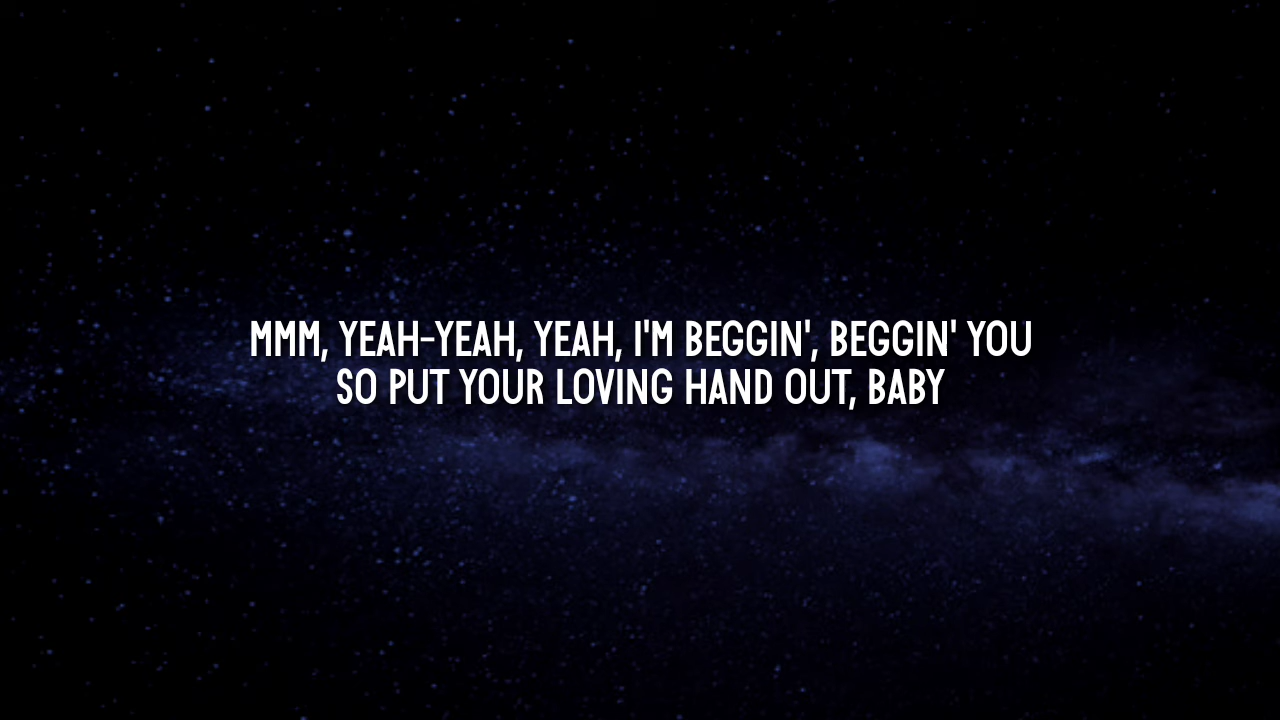 MMM, YEAH-YEAH, YEAH, I'M BEGGIN', BEGGIN' YOU
SO PUT YOUR LOVING HAND OUT, BABY